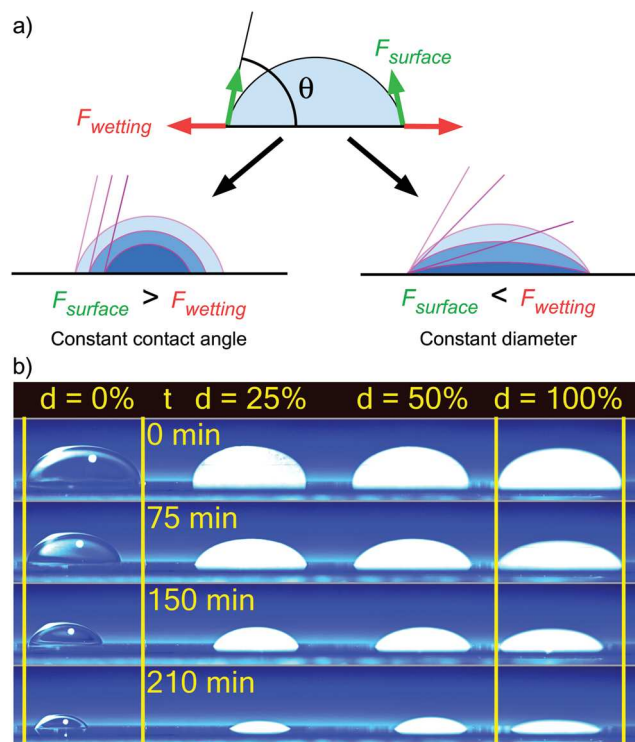 a)
F_surface
θ
F_wetting
F_surface > F_wetting
F_surface < F_wetting
Constant contact angle
Constant diameter
b)
d = 0% t d = 25% d = 50% d = 100%
0 min
75 min
150 min
210 min